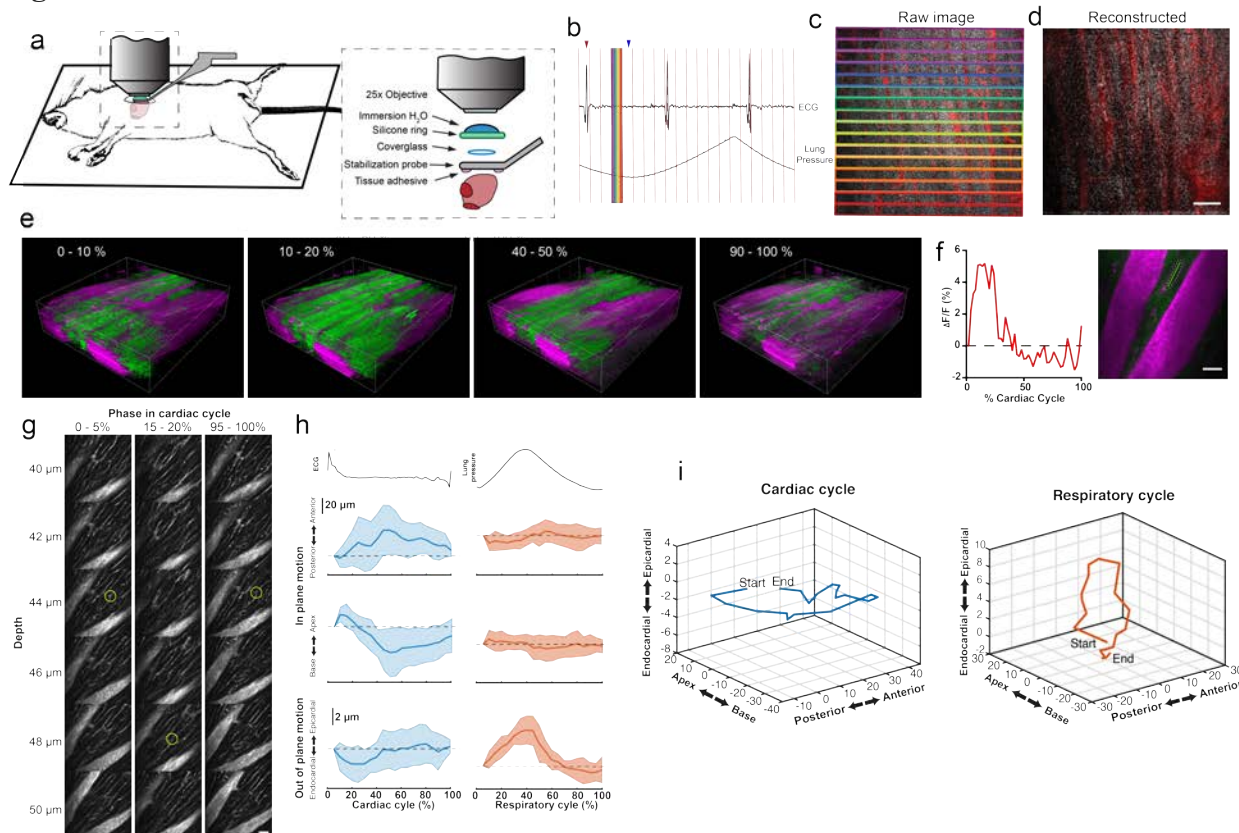 a
25x Objective
Immersion H₂O
Silicone ring
Coverglass
Stabilization probe
Tissue adhesive
b
ECG
Lung
Pressure
c
Raw image
d
Reconstructed
e
0 - 10 %
10 - 20 %
40 - 50 %
90 - 100 %
f
6
4
2
0
-2
ΔF/F (%)
0
50
100
% Cardiac Cycle
g
Phase in cardiac cycle
0 - 5%
15 - 20%
95 - 100%
Depth
40 µm
42 µm
44 µm
46 µm
48 µm
50 µm
h
ECG
Lung
pressure
20 µm
In plane motion
Posterior
Anterior
Base
Apex
2 µm
Out of plane motion
Endocardial
Epicardial
0
20
40
60
80
100
Cardiac cyle (%)
0
20
40
60
80
100
Respiratory cyle (%)
i
Cardiac cycle
4
2
0
-2
-4
-6
-8
Endocardial
Epicardial
Start
End
20
10
0
-10
-20
-30
-40
Apex
Base
-10
0
10
20
30
40
Posterior
Anterior
Respiratory cycle
10
8
6
4
2
0
-2
Endocardial
Epicardial
Start
End
30
20
10
0
-10
-20
-30
Apex
Base
-30
-20
-10
0
10
20
30
Posterior
Anterior